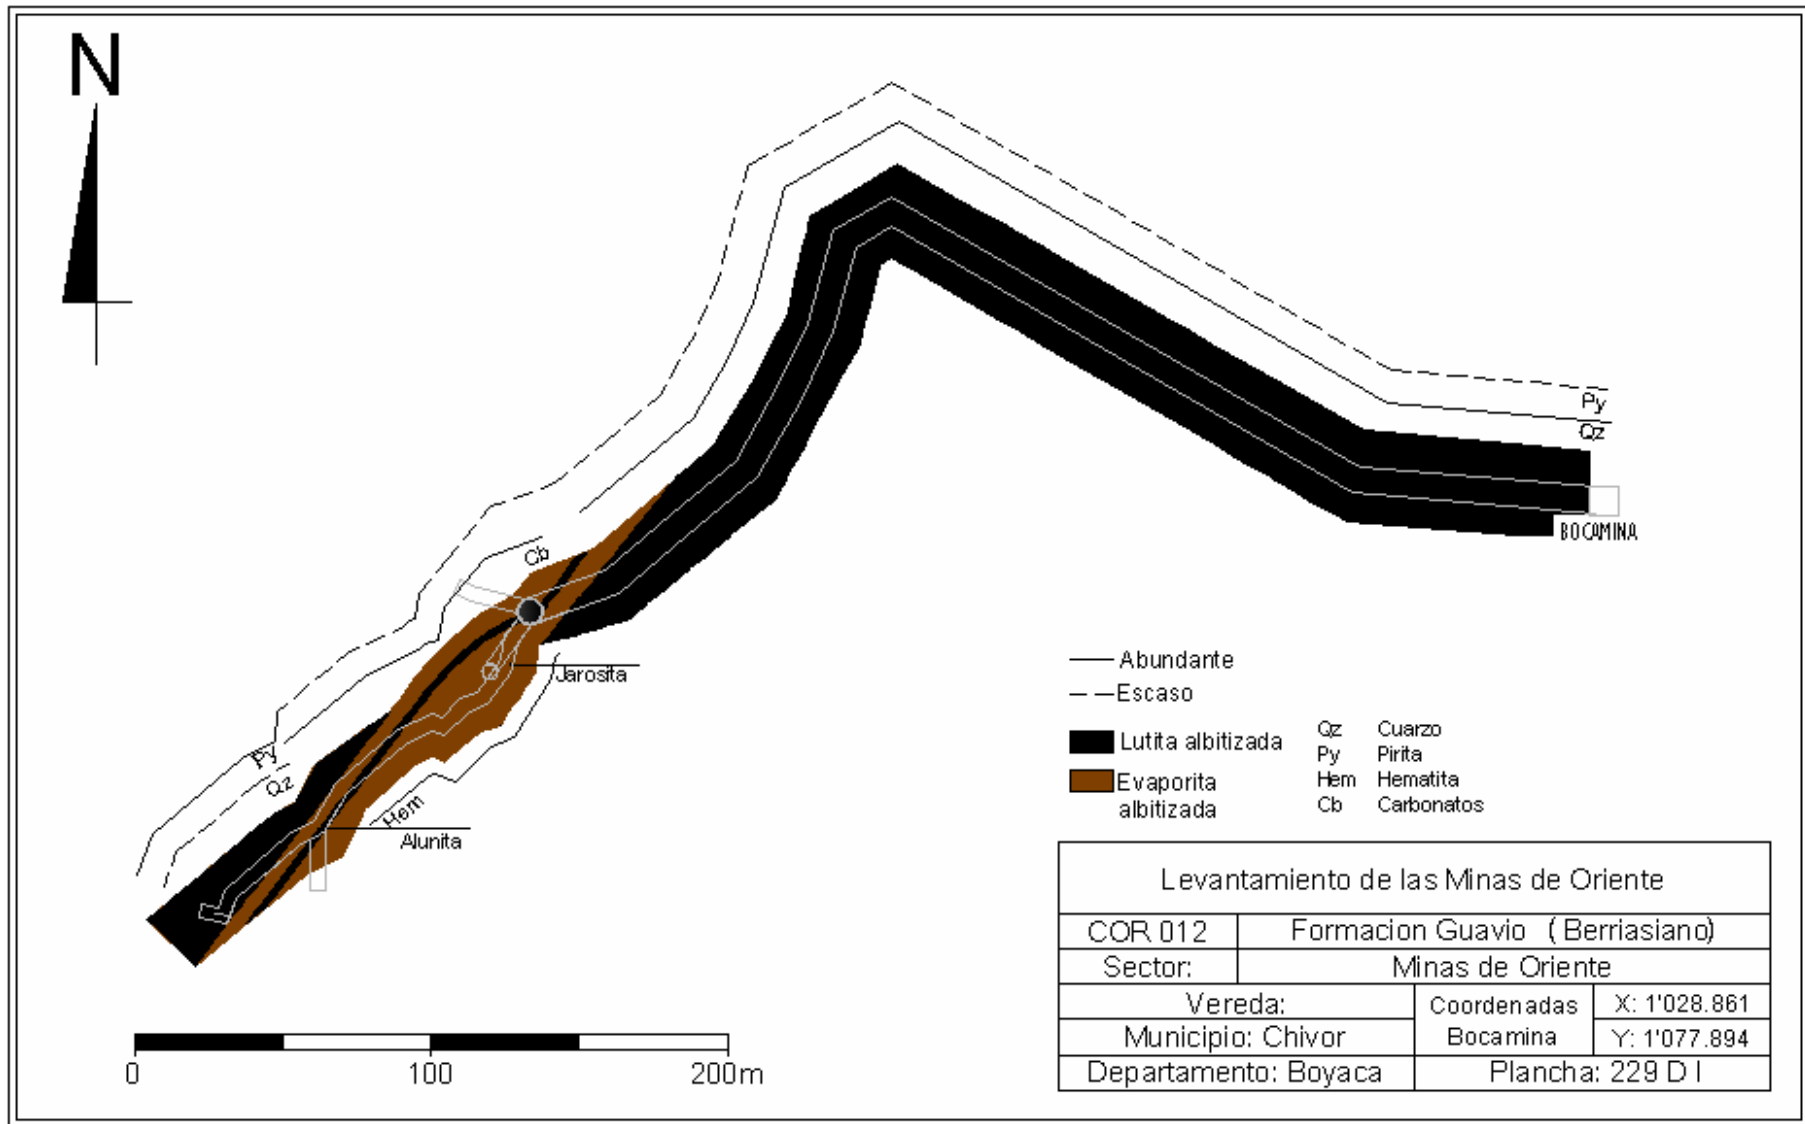 N
Py
Qz
BOCAMINA
Cb
Jarosita
Py
Qz
Hem
Alunita
Abundante
Escaso
Lutita albitizada
Evaporita
albitizada
Qz Cuarzo
Py Pirita
Hem Hematita
Cb Carbonatos
Levantamiento de las Minas de Oriente
COR 012 Formacion Guavio ( Berriasiano)
Sector: Minas de Oriente
Vereda: Coordenadas X: 1'028.861
Municipio: Chivor Bocamina Y: 1'077.894
Departamento: Boyaca Plancha: 229 D I
0 100 200m